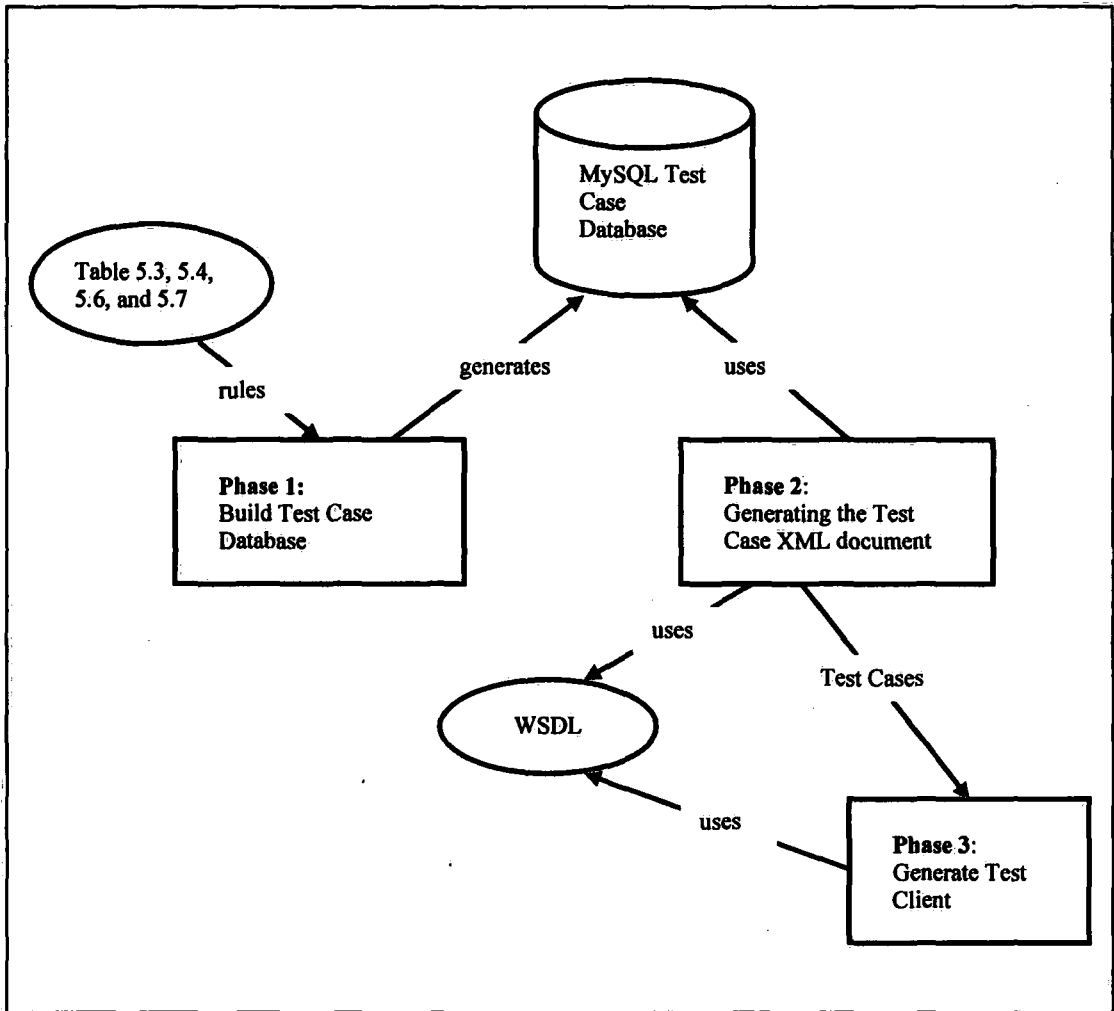 MySQL Test
Case
Database
Table 5.3, 5.4,
5.6, and 5.7
rules
generates
uses
Phase 1:
Build Test Case
Database
Phase 2:
Generating the Test
Case XML document
uses
Test Cases
WSDL
uses
Phase 3:
Generate Test
Client